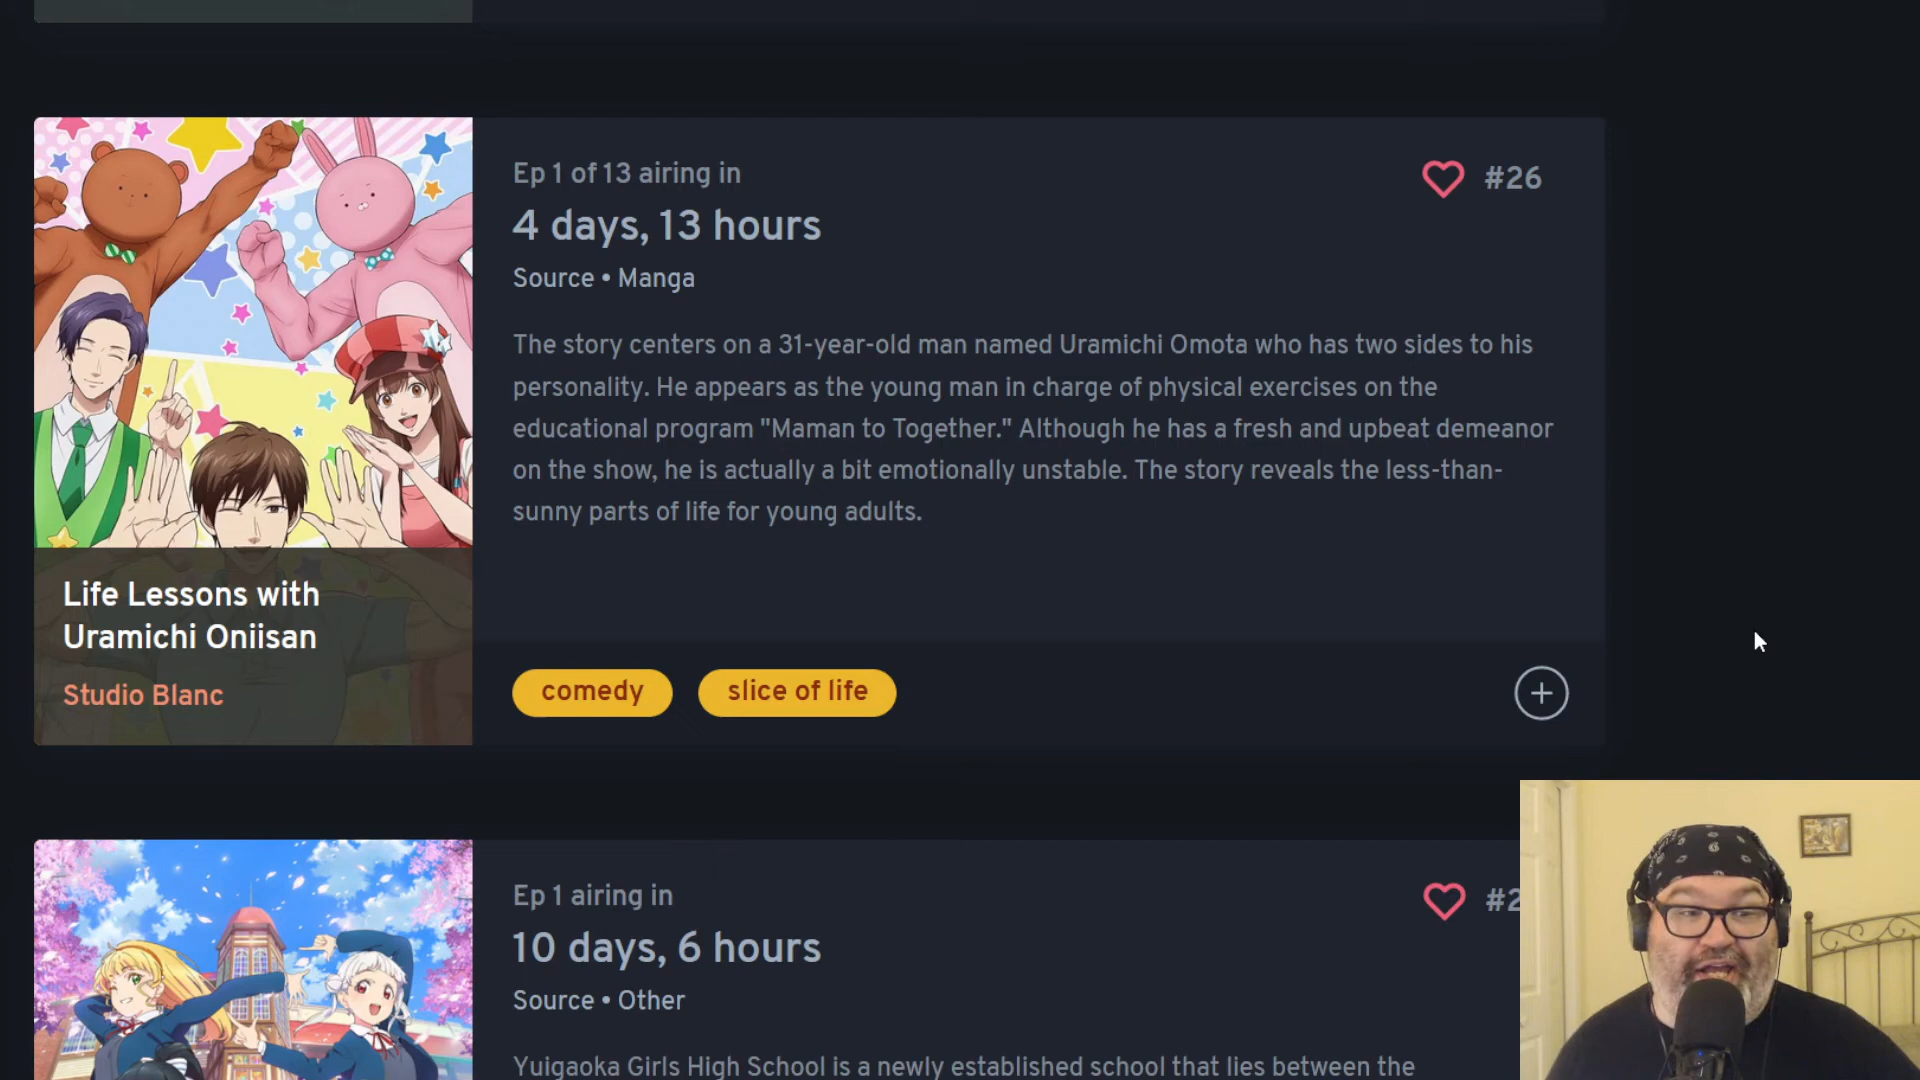 Ep 1 of 13 airing in
#26
4 days, 13 hours
Source • Manga
The story centers on a 31-year-old man named Uramichi Omota who has two sides to his
personality. He appears as the young man in charge of physical exercises on the
educational program "Maman to Together." Although he has a fresh and upbeat demeanor
on the show, he is actually a bit emotionally unstable. The story reveals the less-than-
sunny parts of life for young adults.
Life Lessons with
Uramichi Oniisan
Studio Blanc
comedy
slice of life
Ep 1 airing in
10 days, 6 hours
Source • Other
Yuigaoka Girls High School is a newly established school that lies between the